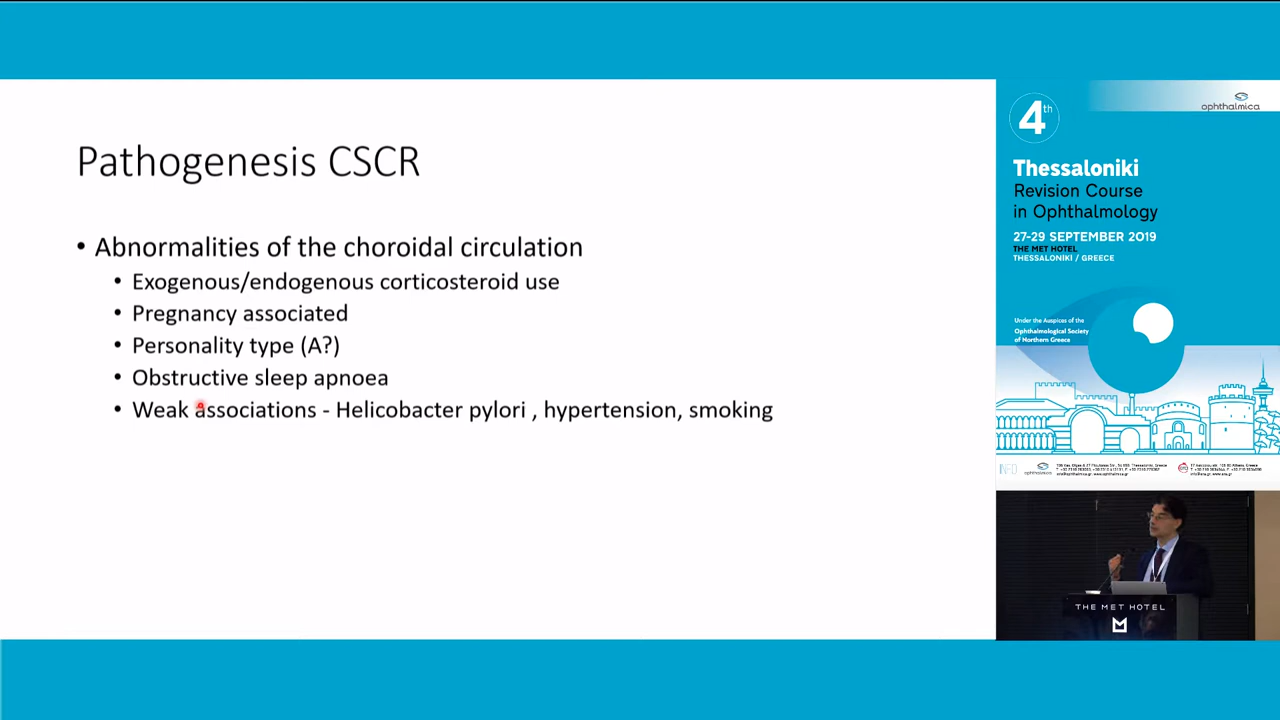 Pathogenesis CSCR
• Abnormalities of the choroidal circulation
• Exogenous/endogenous corticosteroid use
• Pregnancy associated
• Personality type (A?)
• Obstructive sleep apnoea
• Weak associations - Helicobacter pylori , hypertension, smoking
ophthalmica
4th
Thessaloniki
Revision Course
in Ophthalmology
27-29 SEPTEMBER 2019
THE MET HOTEL
THESSALONIKI / GREECE
Under the Auspices of the
Ophthalmological Society
of Northern Greece
INFO
ophthalmica
THE MET HOTEL